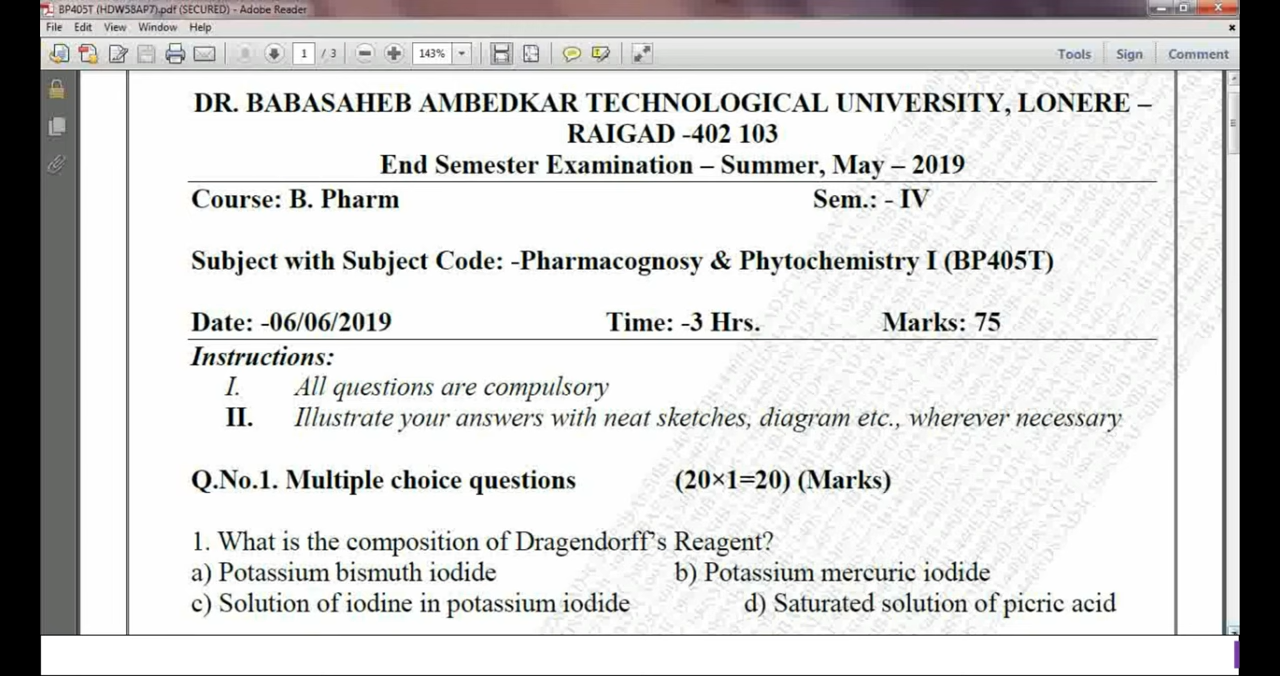 BP405T (HDW58AP7).pdf (SECURED) - Adobe Reader
File Edit View Window Help
1 / 3 143% Tools Sign Comment
DR. BABASAHEB AMBEDKAR TECHNOLOGICAL UNIVERSITY, LONERE –
RAIGAD -402 103
End Semester Examination – Summer, May – 2019
Course: B. Pharm Sem.: - IV
Subject with Subject Code: -Pharmacognosy & Phytochemistry I (BP405T)
Date: -06/06/2019 Time: -3 Hrs. Marks: 75
Instructions:
I. All questions are compulsory
II. Illustrate your answers with neat sketches, diagram etc., wherever necessary
Q.No.1. Multiple choice questions (20×1=20) (Marks)
1. What is the composition of Dragendorff's Reagent?
a) Potassium bismuth iodide b) Potassium mercuric iodide
c) Solution of iodine in potassium iodide d) Saturated solution of picric acid